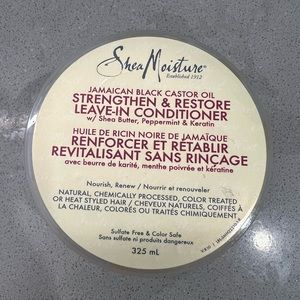 SheaMoisture
Established 1912
JAMAICAN BLACK CASTOR OIL
STRENGTHEN & RESTORE
LEAVE-IN CONDITIONER
w/ Shea Butter, Peppermint & Keratin
HUILE DE RICIN NOIRE DE JAMAÏQUE
RENFORCER ET RÉTABLIR
REVITALISANT SANS RINÇAGE
avec beurre de karité, menthe poivrée et kératine
Nourish, Renew / Nourrir et renouveler
NATURAL, CHEMICALLY PROCESSED, COLOR TREATED
OR HEAT STYLED HAIR / CHEVEUX NATURELS, COIFFÉS À
LA CHALEUR, COLORÉS OU TRAITÉS CHIMIQUEMENT
Sulfate Free & Color Safe
Sans sulfate ni produits dangereux
325 mL